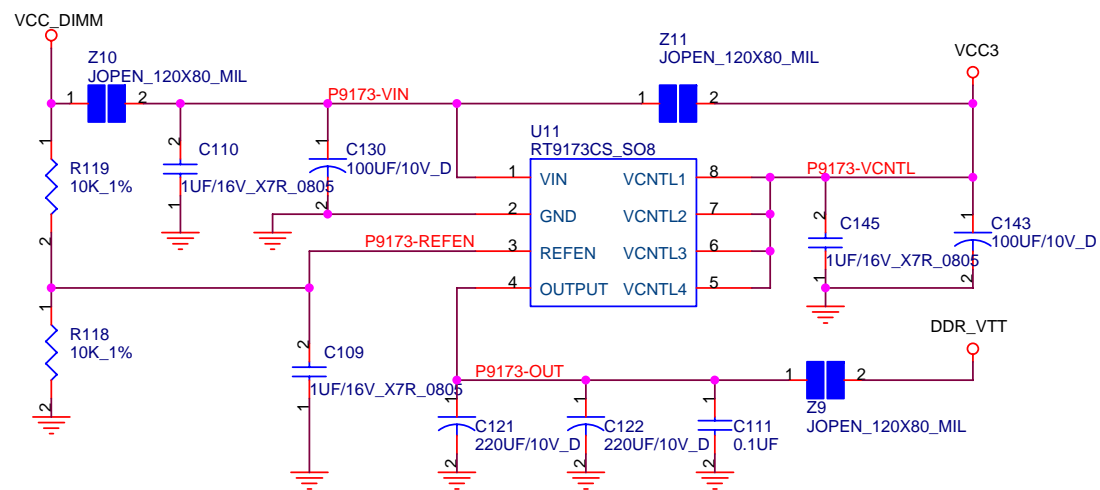 VCC_DIMM
Z10
JOPEN_120X80_MIL
1
2
P9173-VIN
Z11
JOPEN_120X80_MIL
1
2
VCC3
1
R119
10K_1%
2
2
C110
1UF/16V_X7R_0805
1
1
C130
100UF/10V_D
2
U11
RT9173CS_SO8
1
VIN
2
GND
3
REFEN
4
OUTPUT
VCNTL1
8
VCNTL2
7
VCNTL3
6
VCNTL4
5
P9173-VCNTL
2
C145
1UF/16V_X7R_0805
1
1
C143
100UF/10V_D
2
P9173-REFEN
1
R118
10K_1%
2
2
C109
1UF/16V_X7R_0805
1
P9173-OUT
1
C121
220UF/10V_D
2
1
C122
220UF/10V_D
2
1
C111
0.1UF
2
1
2
Z9
JOPEN_120X80_MIL
DDR_VTT